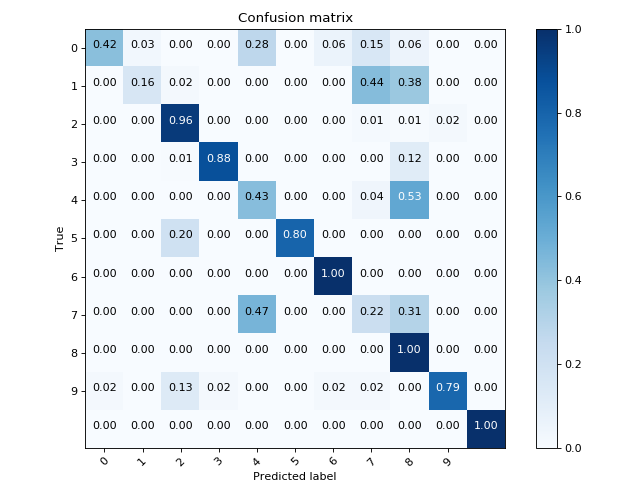 Confusion matrix
0 0.42 0.03 0.00 0.00 0.28 0.00 0.06 0.15 0.06 0.00 0.00
1 0.00 0.16 0.02 0.00 0.00 0.00 0.00 0.44 0.38 0.00 0.00
2 0.00 0.00 0.96 0.00 0.00 0.00 0.00 0.01 0.01 0.02 0.00
3 0.00 0.00 0.01 0.88 0.00 0.00 0.00 0.00 0.12 0.00 0.00
4 0.00 0.00 0.00 0.00 0.43 0.00 0.00 0.04 0.53 0.00 0.00
5 0.00 0.00 0.20 0.00 0.00 0.80 0.00 0.00 0.00 0.00 0.00
6 0.00 0.00 0.00 0.00 0.00 0.00 1.00 0.00 0.00 0.00 0.00
7 0.00 0.00 0.00 0.00 0.47 0.00 0.00 0.22 0.31 0.00 0.00
8 0.00 0.00 0.00 0.00 0.00 0.00 0.00 0.00 1.00 0.00 0.00
9 0.02 0.00 0.13 0.02 0.00 0.00 0.02 0.02 0.00 0.79 0.00
0.00 0.00 0.00 0.00 0.00 0.00 0.00 0.00 0.00 0.00 1.00
0 1 2 3 4 5 6 7 8 9
Predicted label
True
1.0
0.8
0.6
0.4
0.2
0.0